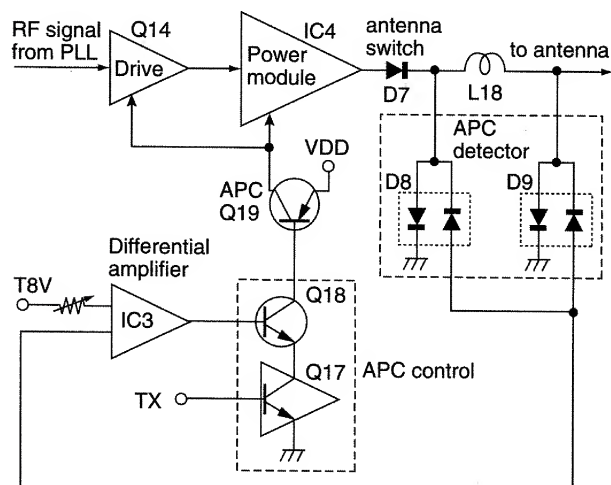 RF signal
from PLL
Q14
Drive
IC4
Power
module
antenna
switch
D7
L18
to antenna
APC
detector
D8
D9
VDD
APC
Q19
Differential
amplifier
T8V
IC3
Q18
Q17
TX
APC control